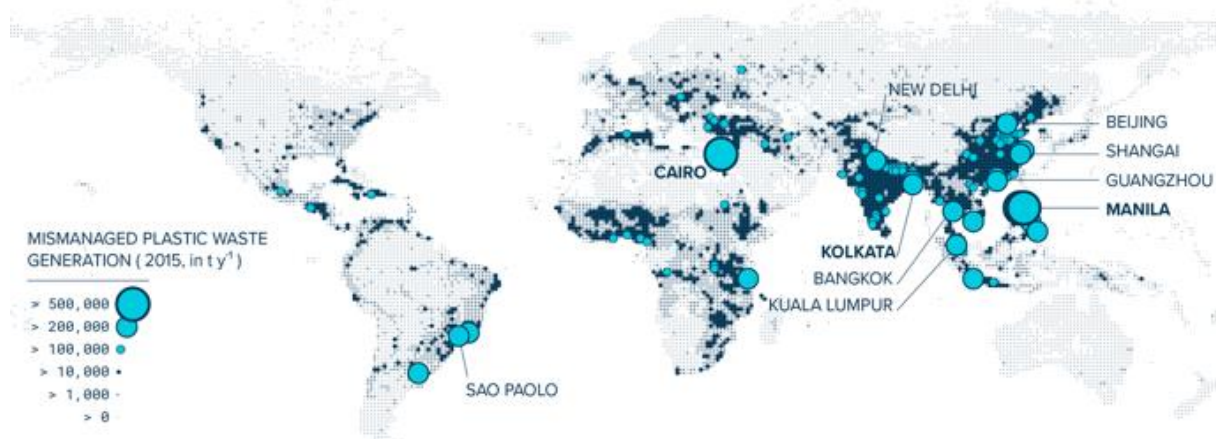 NEW DELHI
BEIJING
SHANGAI
GUANGZHOU
MANILA
CAIRO
KOLKATA
BANGKOK
KUALA LUMPUR
SAO PAOLO
MISMANAGED PLASTIC WASTE
GENERATION ( 2015, in t y⁻¹ )
> 500,000
> 200,000
> 100,000
> 10,000
> 1,000
> 0